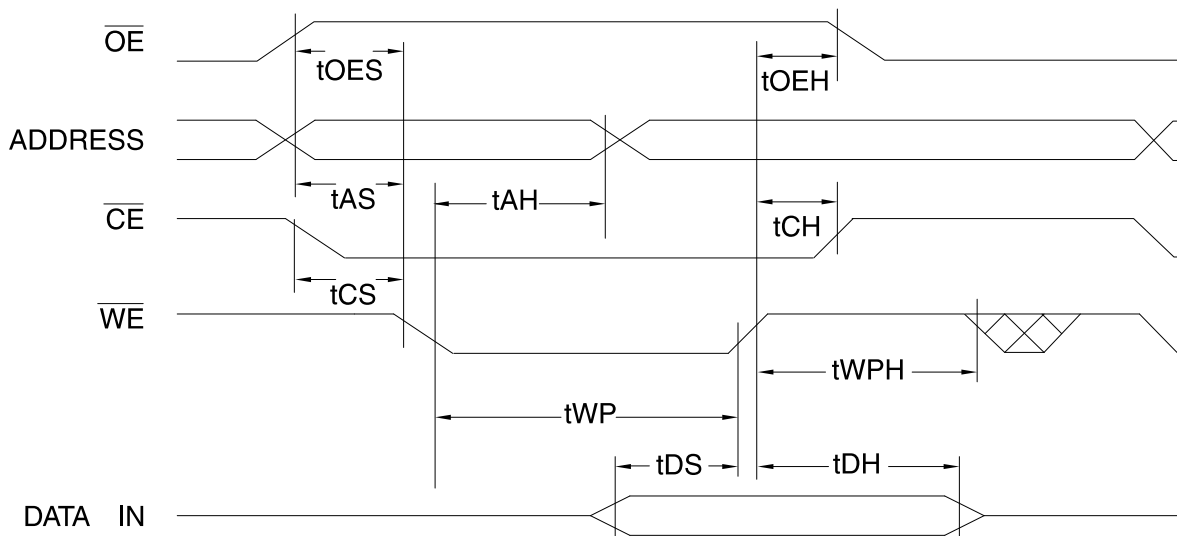 OE
tOES
tOEH
ADDRESS
tAS
tAH
CE
tCH
tCS
WE
tWPH
tWP
tDS
tDH
DATA IN